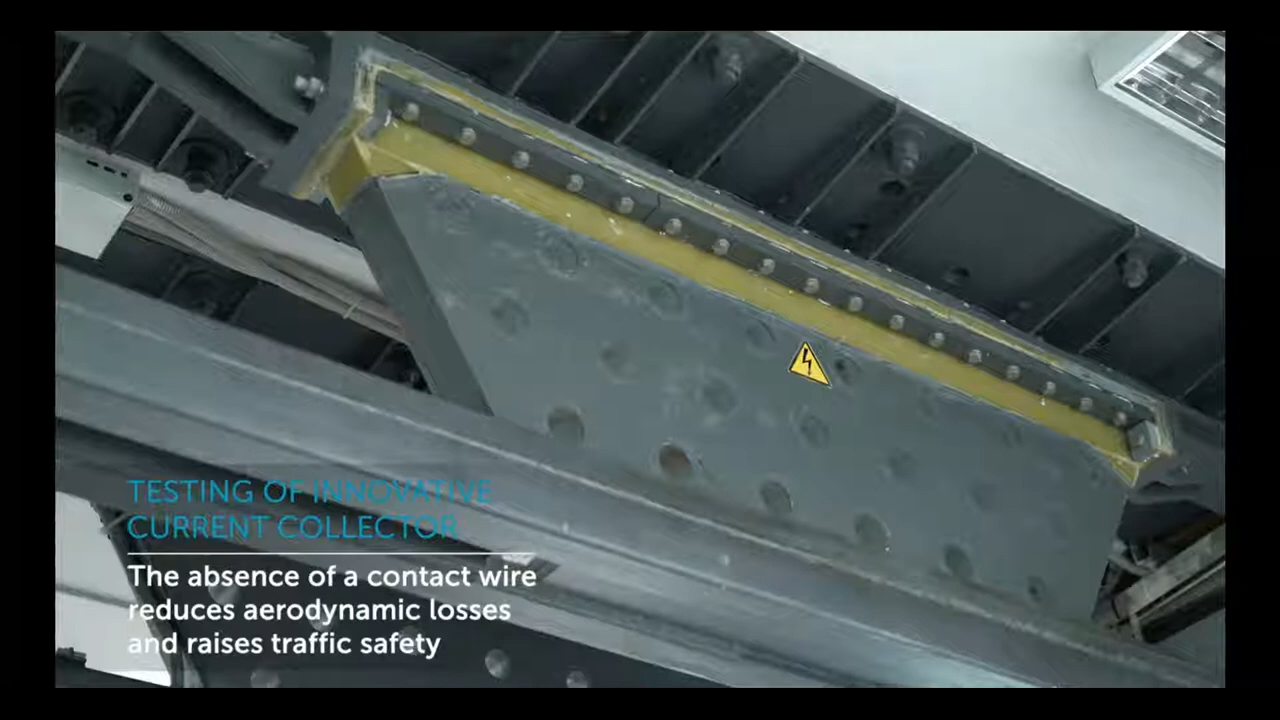 TESTING OF INNOVATIVE
CURRENT COLLECTOR
The absence of a contact wire
reduces aerodynamic losses
and raises traffic safety